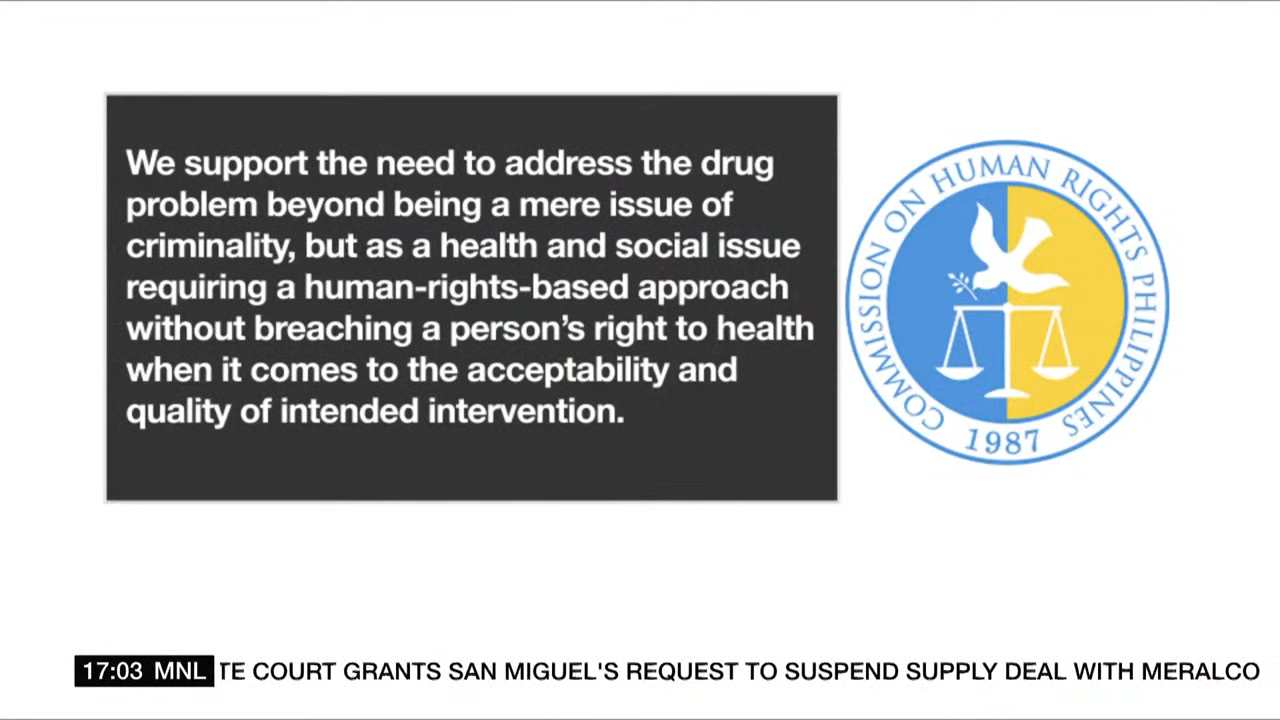 We support the need to address the drug
problem beyond being a mere issue of
criminality, but as a health and social issue
requiring a human-rights-based approach
without breaching a person's right to health
when it comes to the acceptability and
quality of intended intervention.
COMMISSION ON HUMAN RIGHTS PHILIPPINES
1987
17:03 MNL TE COURT GRANTS SAN MIGUEL'S REQUEST TO SUSPEND SUPPLY DEAL WITH MERALCO